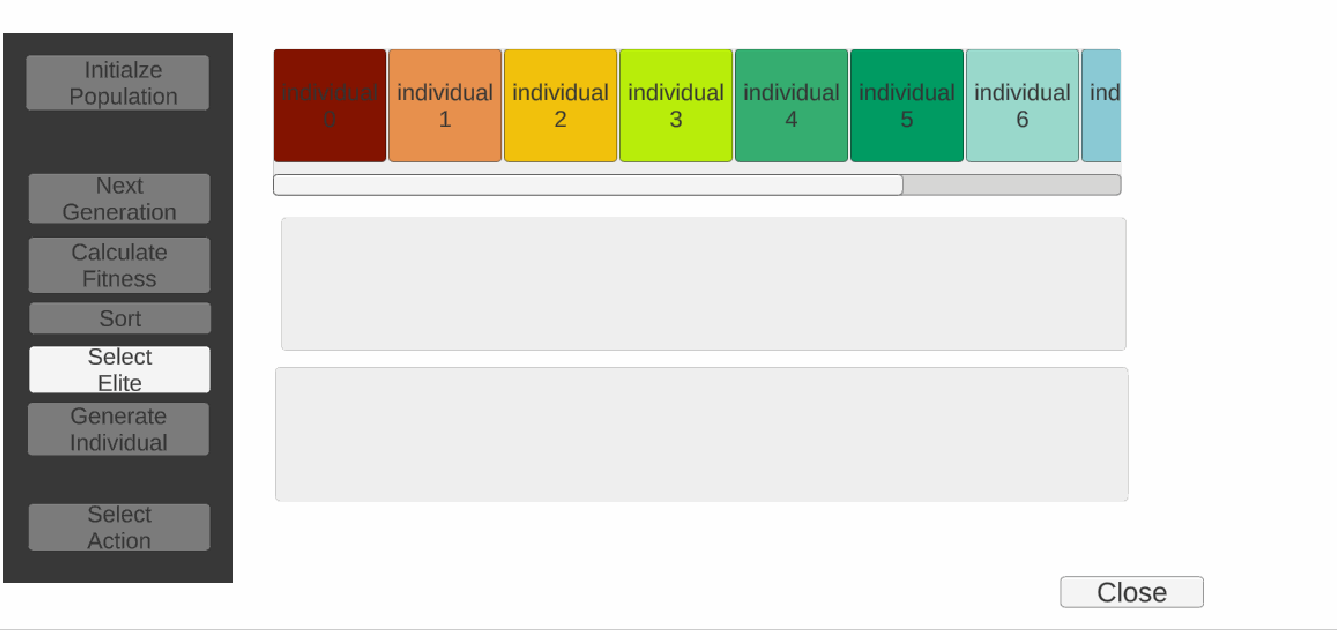 Initialze
Population
Next
Generation
Calculate
Fitness
Sort
Select
Elite
Generate
Individual
Select
Action
individual
0
individual
1
individual
2
individual
3
individual
4
individual
5
individual
6
ind
Close